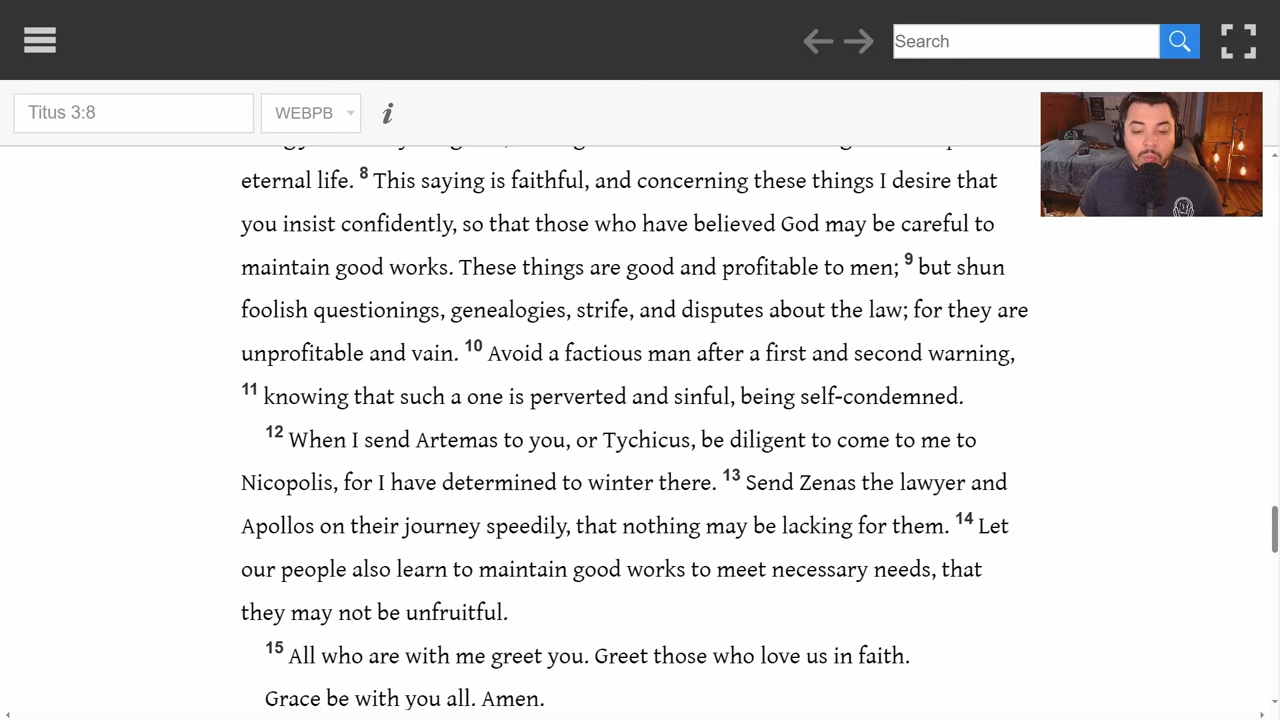 Search
Titus 3:8
WEBPB
i
eternal life. 8 This saying is faithful, and concerning these things I desire that
you insist confidently, so that those who have believed God may be careful to
maintain good works. These things are good and profitable to men; 9 but shun
foolish questionings, genealogies, strife, and disputes about the law; for they are
unprofitable and vain. 10 Avoid a factious man after a first and second warning,
11 knowing that such a one is perverted and sinful, being self-condemned.
12 When I send Artemas to you, or Tychicus, be diligent to come to me to
Nicopolis, for I have determined to winter there. 13 Send Zenas the lawyer and
Apollos on their journey speedily, that nothing may be lacking for them. 14 Let
our people also learn to maintain good works to meet necessary needs, that
they may not be unfruitful.
15 All who are with me greet you. Greet those who love us in faith.
Grace be with you all. Amen.